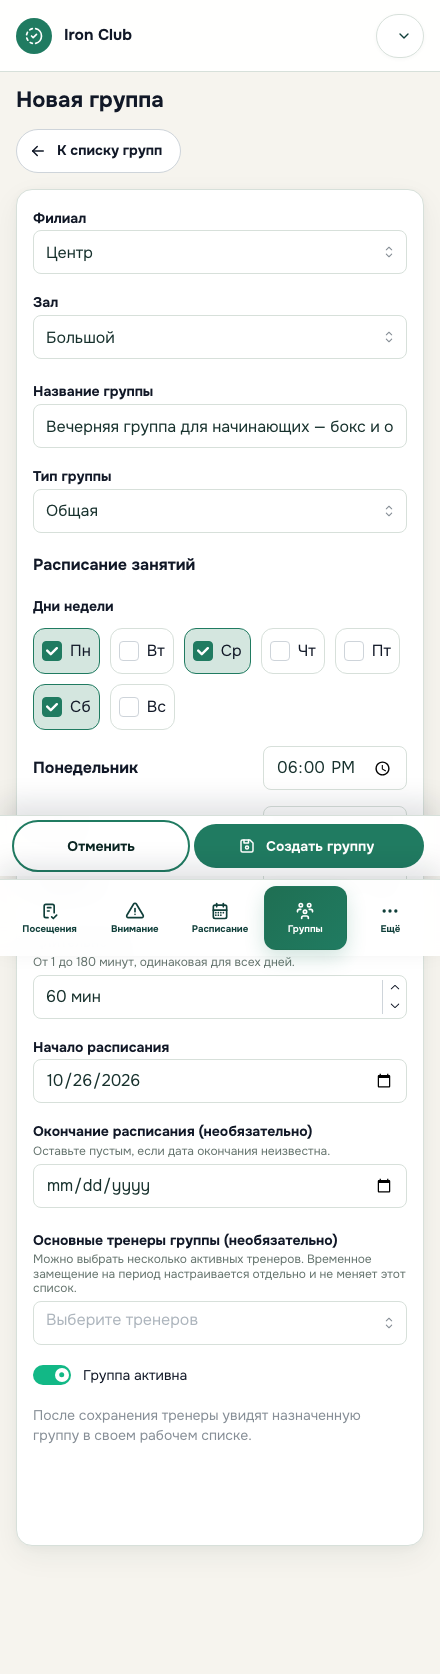 Iron Club
Новая группа
К списку групп
Филиал
Центр
Зал
Большой
Название группы
Вечерняя группа для начинающих — бокс и о
Тип группы
Общая
Расписание занятий
Дни недели
Пн
Вт
Ср
Чт
Пт
Сб
Вс
Понедельник
06:00 PM
Отменить
Создать группу
Посещения
Внимание
Расписание
Группы
Ещё
От 1 до 180 минут, одинаковая для всех дней.
60 мин
Начало расписания
10/26/2026
Окончание расписания (необязательно)
Оставьте пустым, если дата окончания неизвестна.
mm/dd/yyyy
Основные тренеры группы (необязательно)
Можно выбрать несколько активных тренеров. Временное
замещение на период настраивается отдельно и не меняет этот
список.
Выберите тренеров
Группа активна
После сохранения тренеры увидят назначенную
группу в своем рабочем списке.